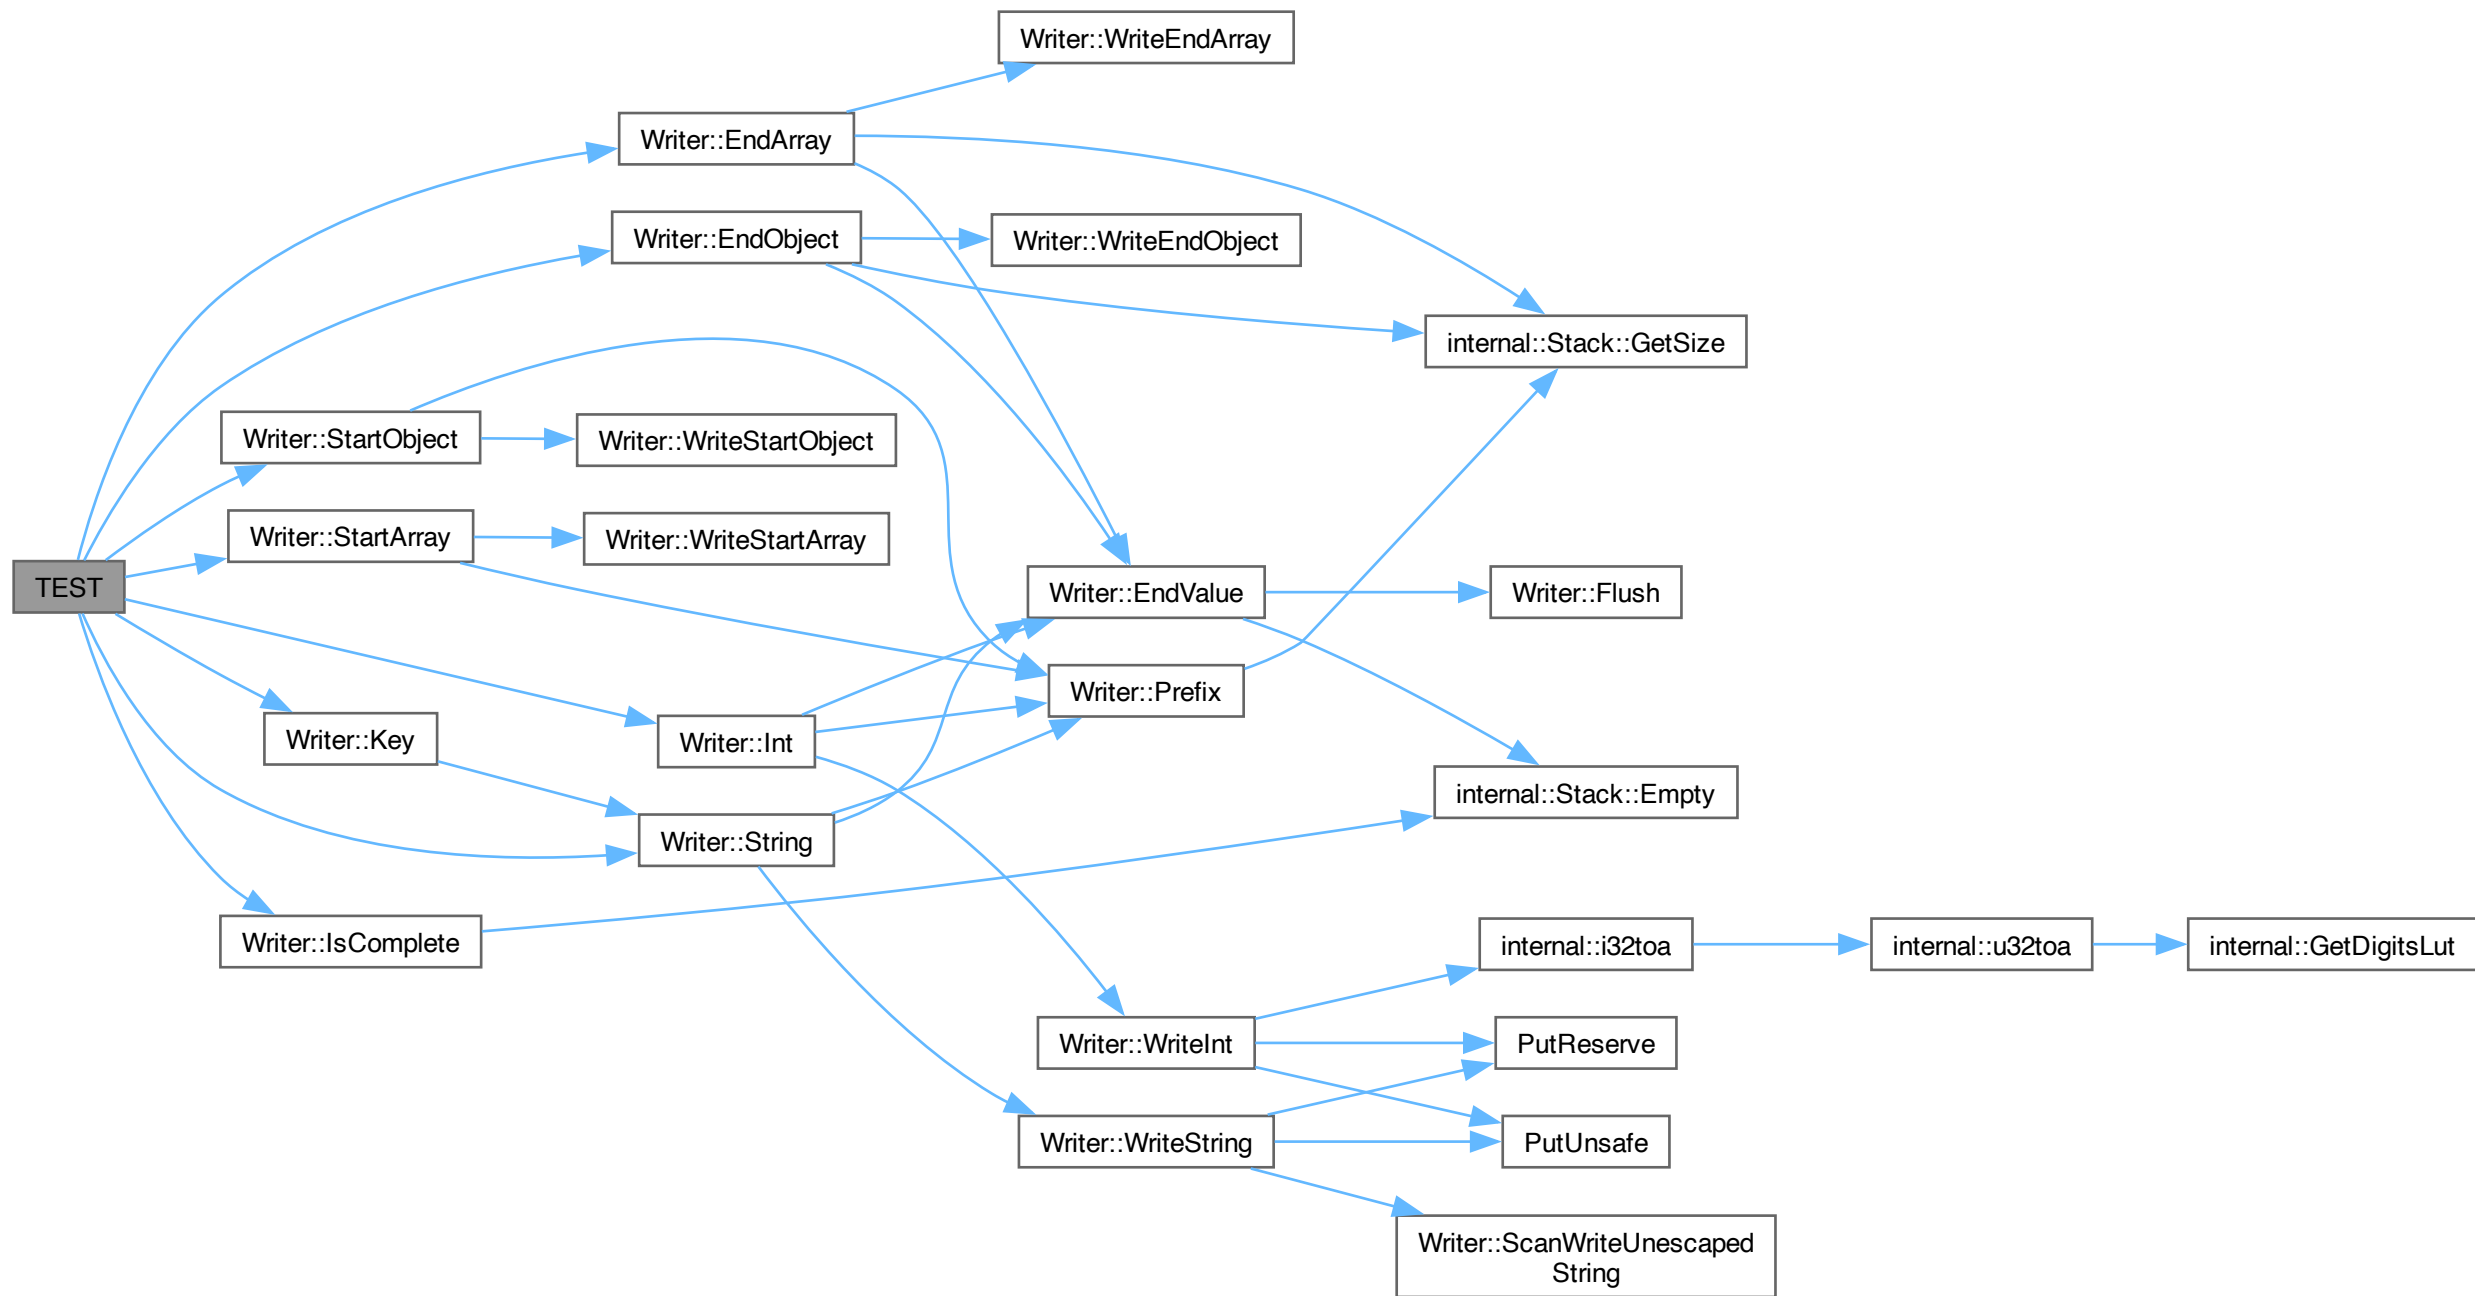 Writer::WriteEndArray
Writer::EndArray
Writer::EndObject
Writer::WriteEndObject
internal::Stack::GetSize
Writer::StartObject
Writer::WriteStartObject
Writer::StartArray
Writer::WriteStartArray
TEST
Writer::EndValue
Writer::Flush
Writer::Prefix
Writer::Key
Writer::Int
internal::Stack::Empty
Writer::String
Writer::IsComplete
internal::i32toa
internal::u32toa
internal::GetDigitsLut
Writer::WriteInt
PutReserve
Writer::WriteString
PutUnsafe
Writer::ScanWriteUnescaped
String